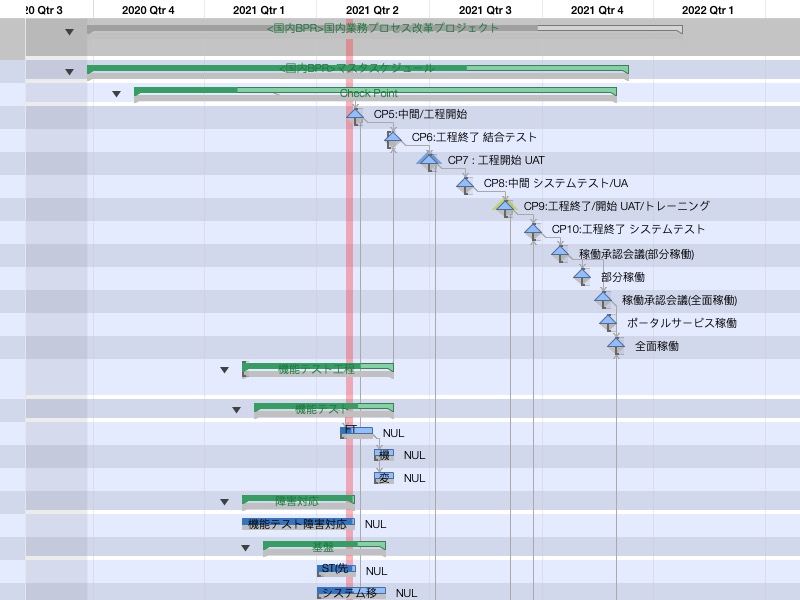 20 Qtr 3 2020 Qtr 4 2021 Qtr 1 2021 Qtr 2 2021 Qtr 3 2021 Qtr 4 2022 Qtr 1
<国内BPR>国内業務プロセス改革プロジェクト
<国内BPR>マスタスケジュール
Check Point
CP5:中間/工程開始
CP6:工程終了 結合テスト
CP7 : 工程開始 UAT
CP8:中間 システムテスト/UA
CP9:工程終了/開始 UAT/トレーニング
CP10:工程終了 システムテスト
稼働承認会議(部分稼働)
部分稼働
稼働承認会議(全面稼働)
ポータルサービス稼働
全面稼働
機能テスト工程
機能テスト
FT NUL
機 NUL
変 NUL
障害対応
機能テスト障害対応 NUL
基盤
ST(先 NUL
システム移 NUL